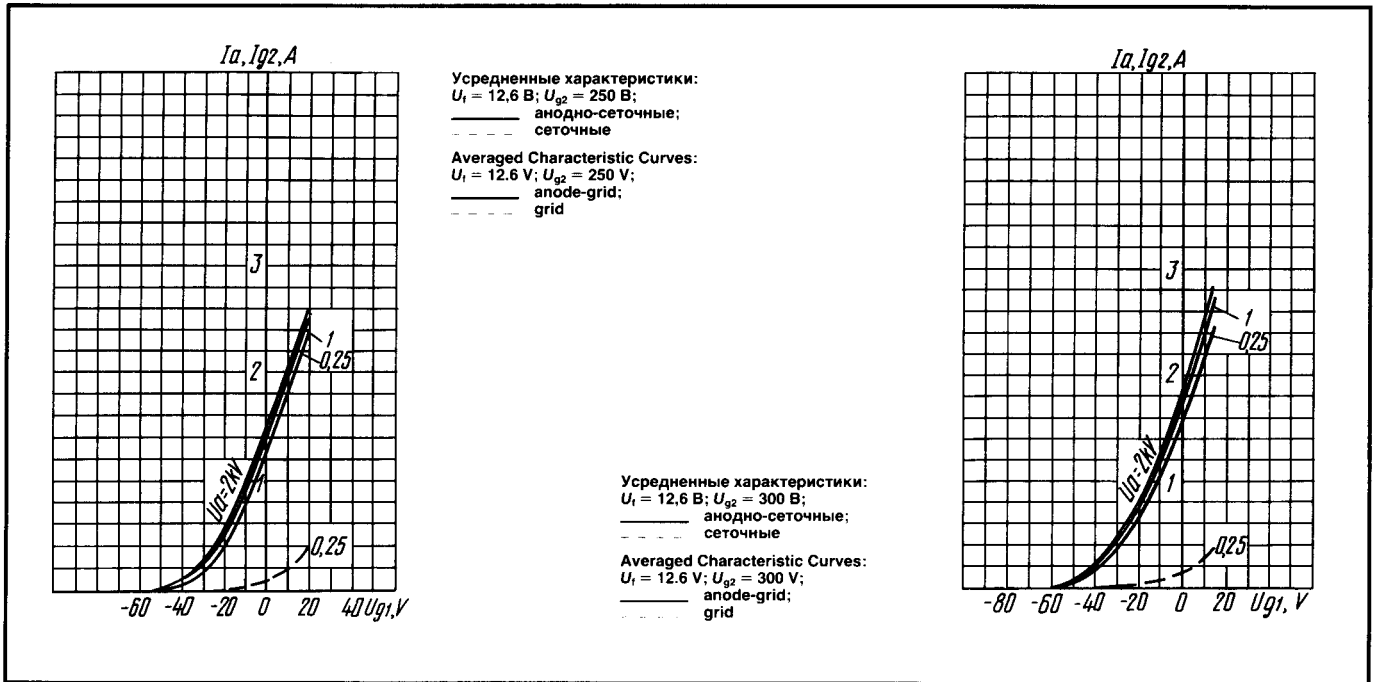 Ia, Ig2, A
3
1
0,25
2
Ua=2kV
1
0,25
-60 -40 -20 0 20 40 Ug1, V
Усредненные характеристики:
Uf = 12,6 В; Ug2 = 250 В;
анодно-сеточные;
сеточные
Averaged Characteristic Curves:
Uf = 12.6 V; Ug2 = 250 V;
anode-grid;
grid
Усредненные характеристики:
Uf = 12,6 В; Ug2 = 300 В;
анодно-сеточные;
сеточные
Averaged Characteristic Curves:
Uf = 12.6 V; Ug2 = 300 V;
anode-grid;
grid
Ia, Ig2, A
3
1
0,25
2
Ua=2kV
1
0,25
-80 -60 -40 -20 0 20 Ug1, V